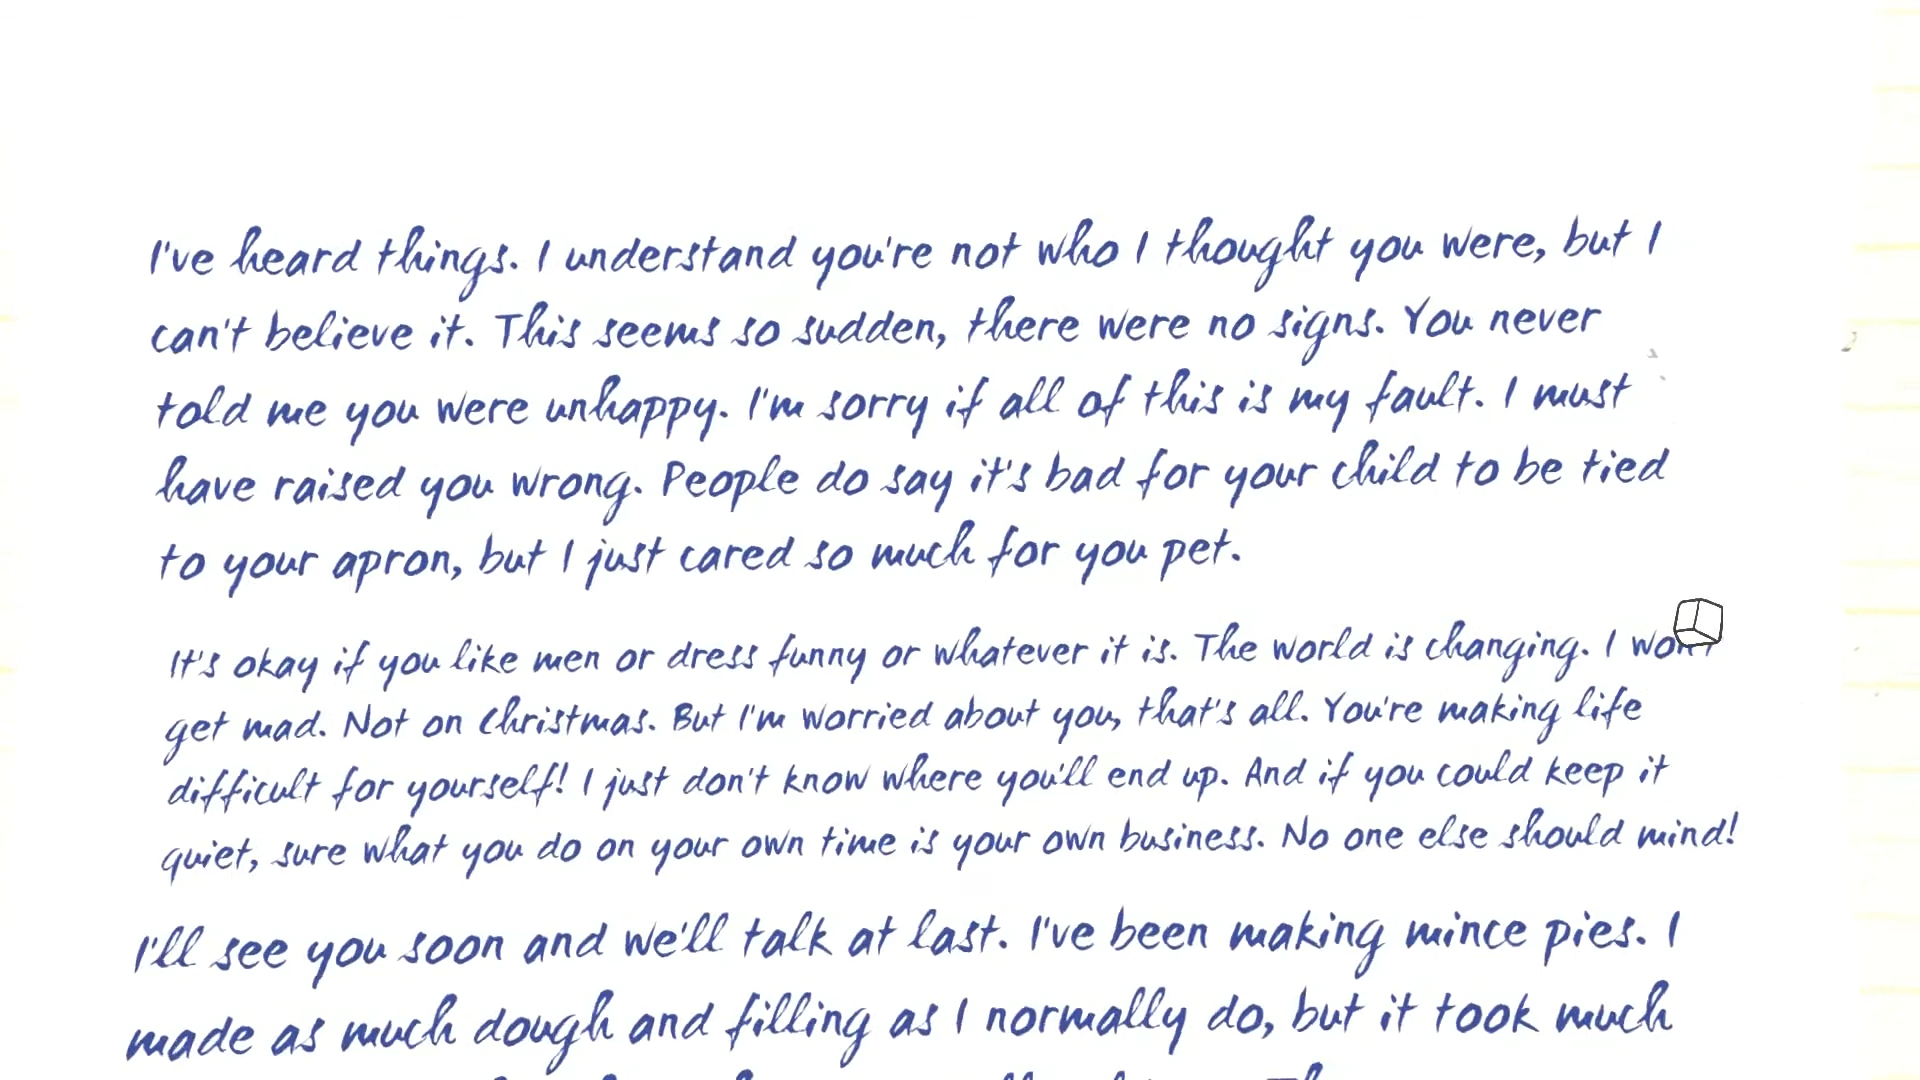 I've heard things. I understand you're not who I thought you were, but I
can't believe it. This seems so sudden, there were no signs. You never
told me you were unhappy. I'm sorry if all of this is my fault. I must
have raised you wrong. People do say it's bad for your child to be tied
to your apron, but I just cared so much for you pet.
It's okay if you like men or dress funny or whatever it is. The world is changing. I won't
get mad. Not on Christmas. But I'm worried about you, that's all. You're making life
difficult for yourself! I just don't know where you'll end up. And if you could keep it
quiet, sure what you do on your own time is your own business. No one else should mind!
I'll see you soon and we'll talk at last. I've been making mince pies. I
made as much dough and filling as I normally do, but it took much